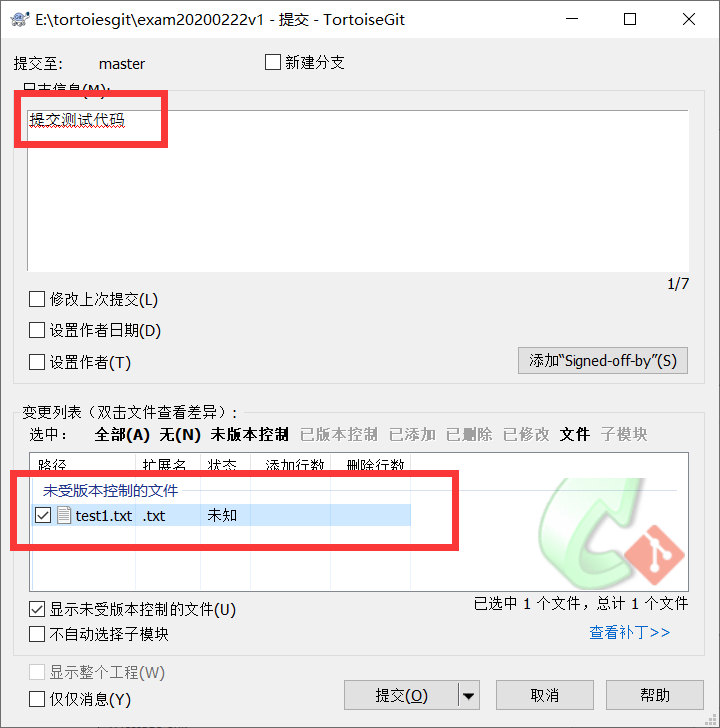 E:\tortoiesgit\exam20200222v1 - 提交 - TortoiseGit
提交至: master 新建分支
日志信息(M):
提交测试代码
1/7
修改上次提交(L)
设置作者日期(D)
设置作者(T) 添加“Signed-off-by”(S)
变更列表（双击文件查看差异）:
选中： 全部(A) 无(N) 未版本控制 已版本控制 已添加 已删除 已修改 文件 子模块
路径 扩展名 状态 添加行数 删除行数
未受版本控制的文件
test1.txt .txt 未知
显示未受版本控制的文件(U) 已选中 1 个文件，总计 1 个文件
不自动选择子模块 查看补丁>>
显示整个工程(W)
仅仅消息(Y) 提交(O) 取消 帮助